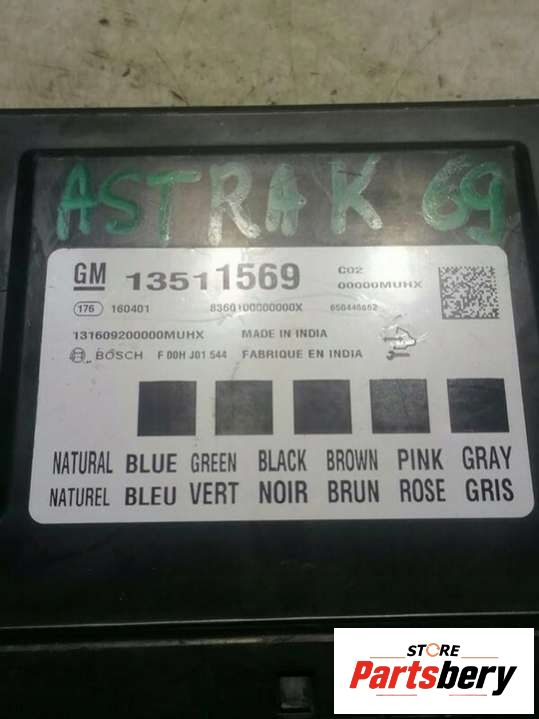 ASTRA K 69
GM 13511569 C02
00000MUHX
176 160401 8360100000000X
131609200000MUHX MADE IN INDIA
BOSCH F 00H J01 544 FABRIQUE EN INDIA
NATURAL BLUE GREEN BLACK BROWN PINK GRAY
NATUREL BLEU VERT NOIR BRUN ROSE GRIS
STORE
Partsbery